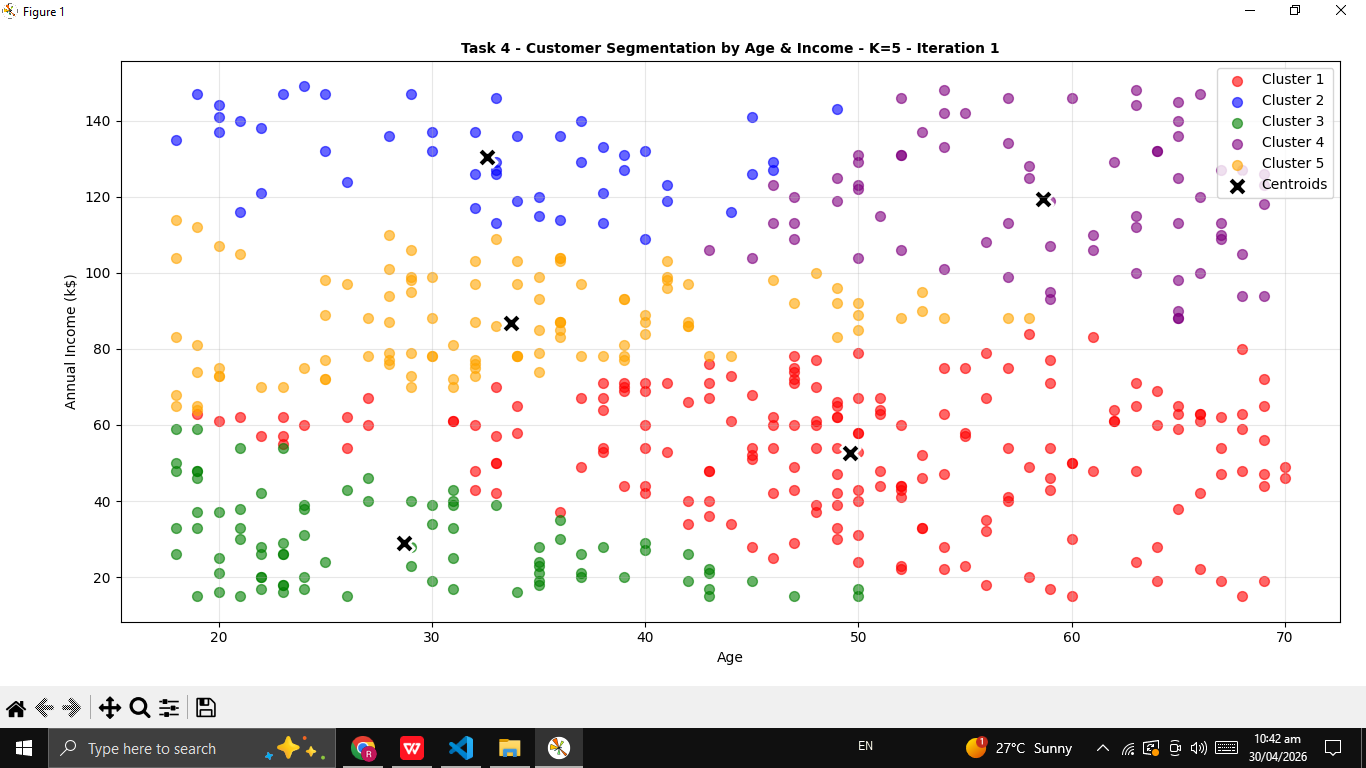 Figure 1
Task 4 - Customer Segmentation by Age & Income - K=5 - Iteration 1
Cluster 1
Cluster 2
Cluster 3
Cluster 4
Cluster 5
Centroids
Annual Income (k$)
140
120
100
80
60
40
20
20 30 40 50 60 70
Age
Type here to search
R
W
EN
1
27°C Sunny
10:42 am
30/04/2026